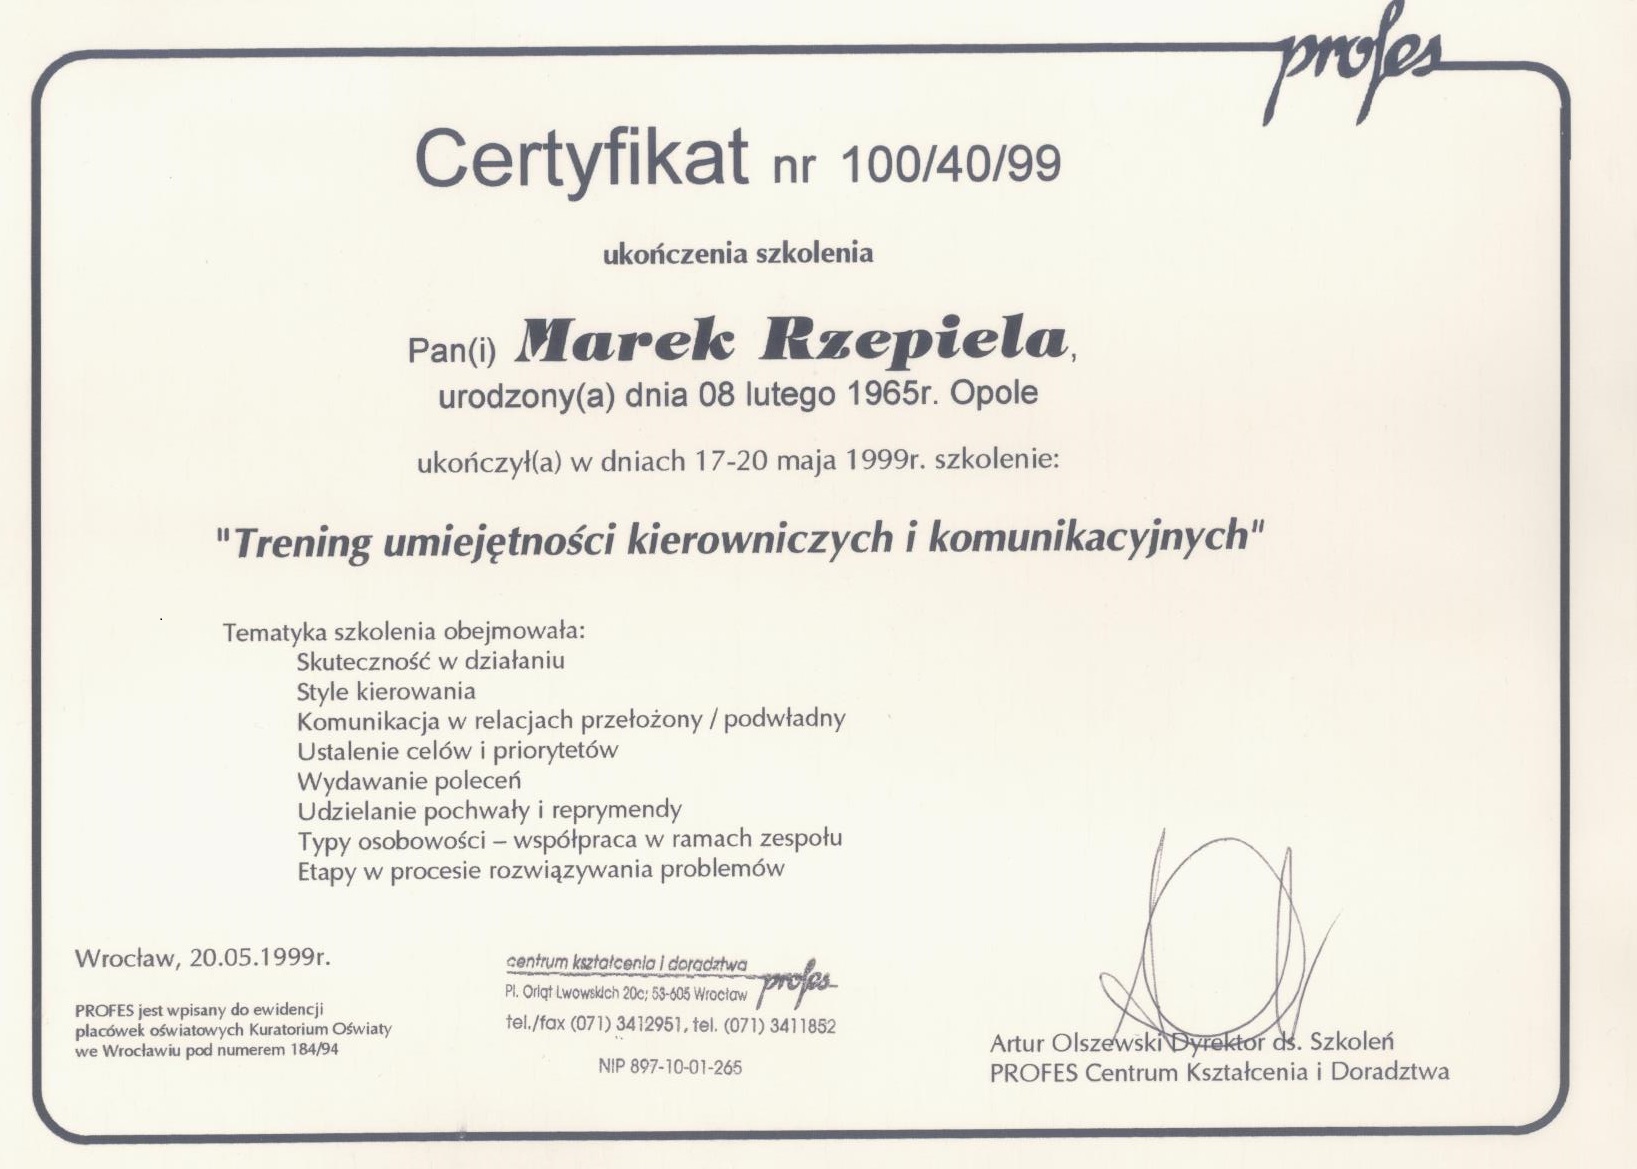 profes
Certyfikat nr 100/40/99
ukończenia szkolenia
Pan(i) Marek Rzepiela,
urodzony(a) dnia 08 lutego 1965r. Opole
ukończył(a) w dniach 17-20 maja 1999r. szkolenie:
"Trening umiejętności kierowniczych i komunikacyjnych"
Tematyka szkolenia obejmowała:
Skuteczność w działaniu
Style kierowania
Komunikacja w relacjach przełożony / podwładny
Ustalenie celów i priorytetów
Wydawanie poleceń
Udzielanie pochwały i reprymendy
Typy osobowości – współpraca w ramach zespołu
Etapy w procesie rozwiązywania problemów
Wrocław, 20.05.1999r.
PROFES jest wpisany do ewidencji
placówek oświatowych Kuratorium Oświaty
we Wrocławiu pod numerem 184/94
centrum kształcenia i doradztwa
Pl. Orląt Lwowskich 20c; 53-605 Wrocław profes
tel./fax (071) 3412951, tel. (071) 3411852
NIP 897-10-01-265
Artur Olszewski Dyrektor ds. Szkoleń
PROFES Centrum Kształcenia i Doradztwa